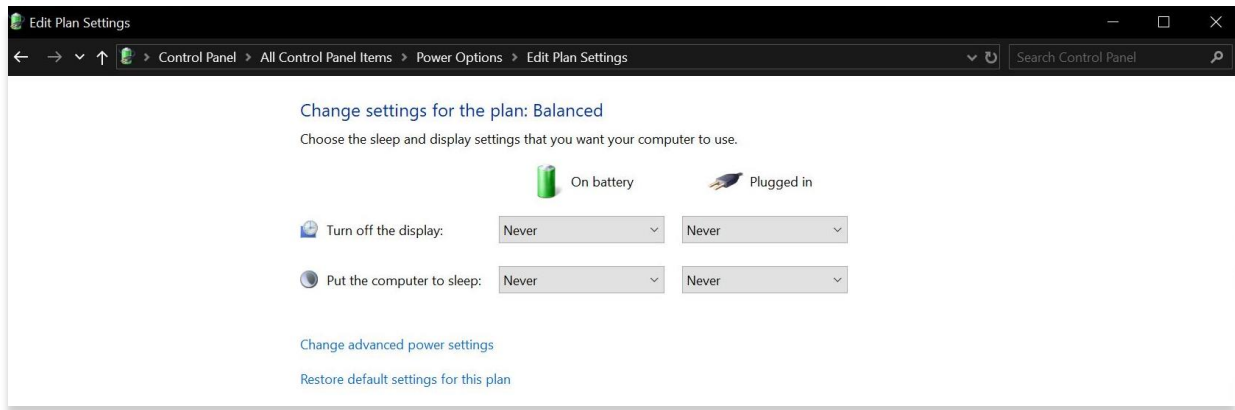 Edit Plan Settings
Control Panel > All Control Panel Items > Power Options > Edit Plan Settings
Search Control Panel
Change settings for the plan: Balanced
Choose the sleep and display settings that you want your computer to use.
On battery Plugged in
Turn off the display: Never Never
Put the computer to sleep: Never Never
Change advanced power settings
Restore default settings for this plan